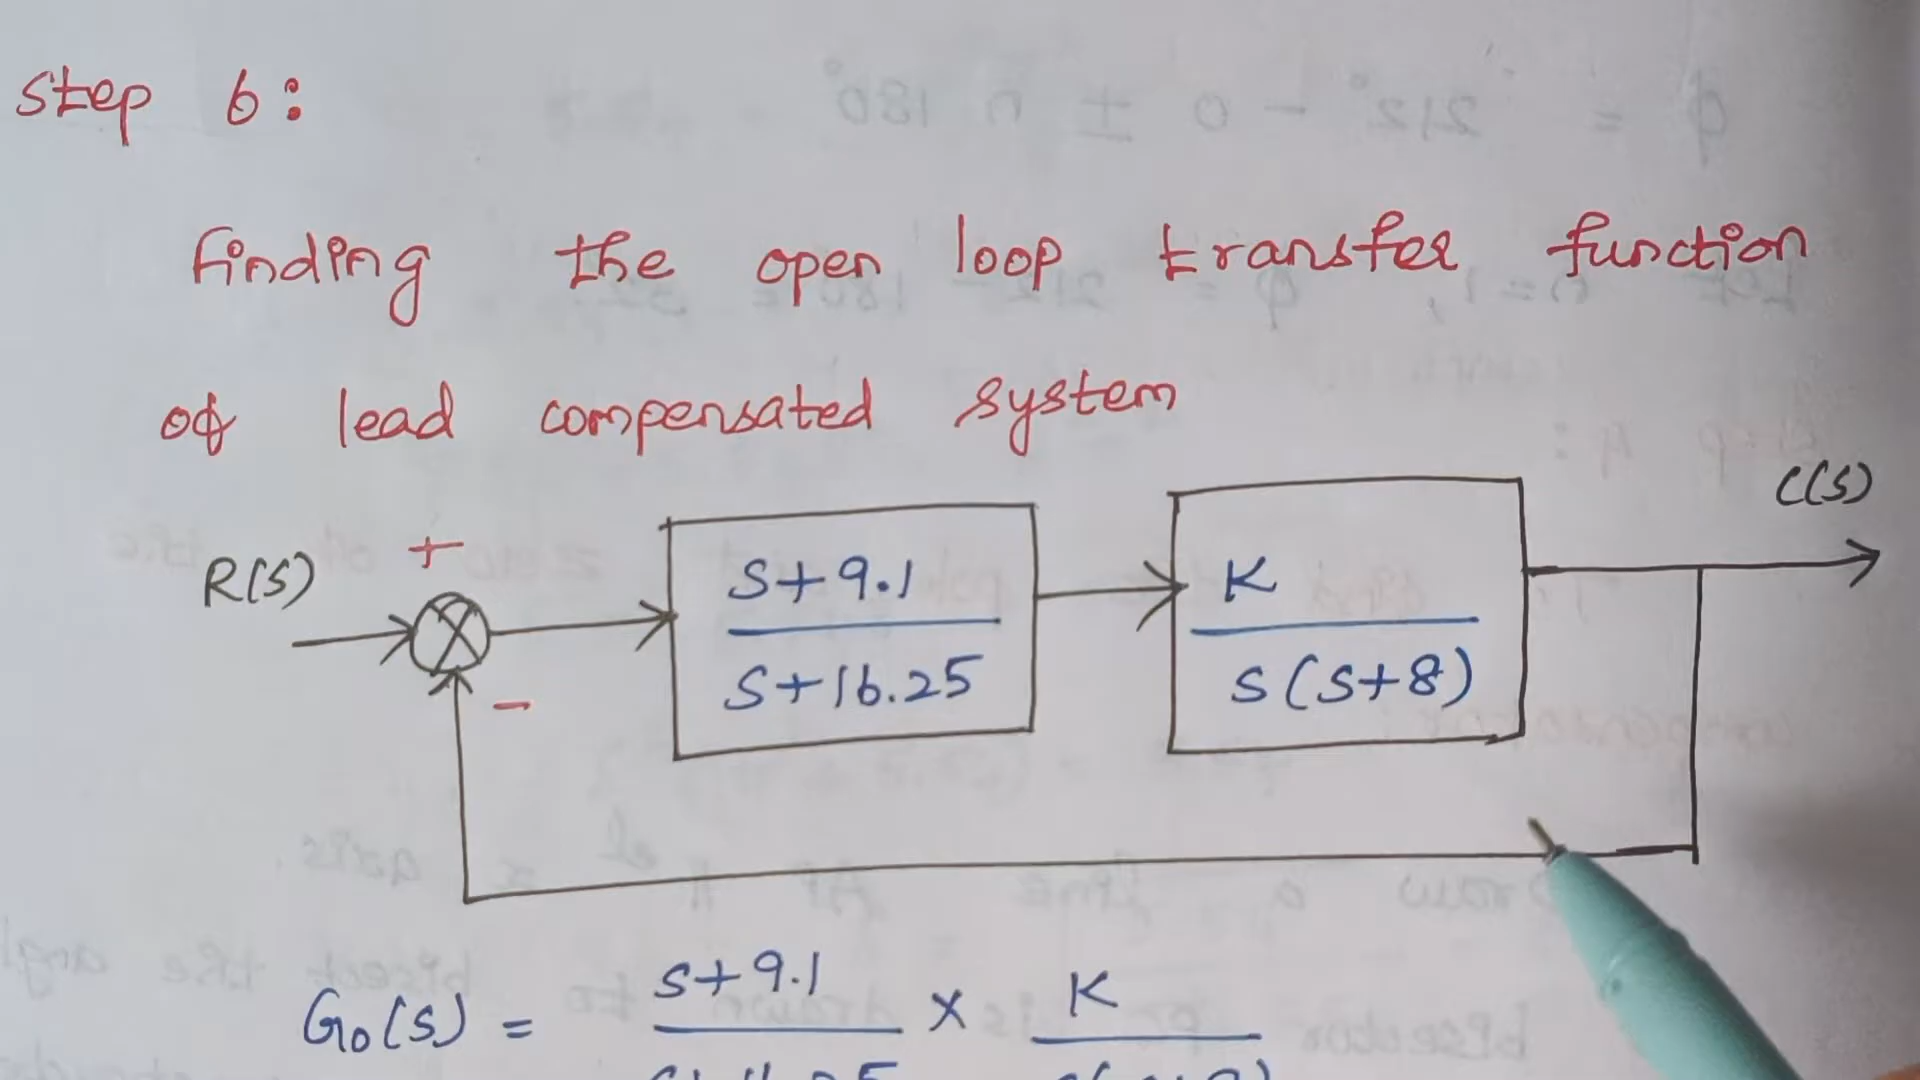 Step 6:
Finding the open loop transfer function
of lead compensated system
C(S)
R(S)
+
S+9.1
S+16.25
K
S(S+8)
-
G₀(S) = S+9.1 × K